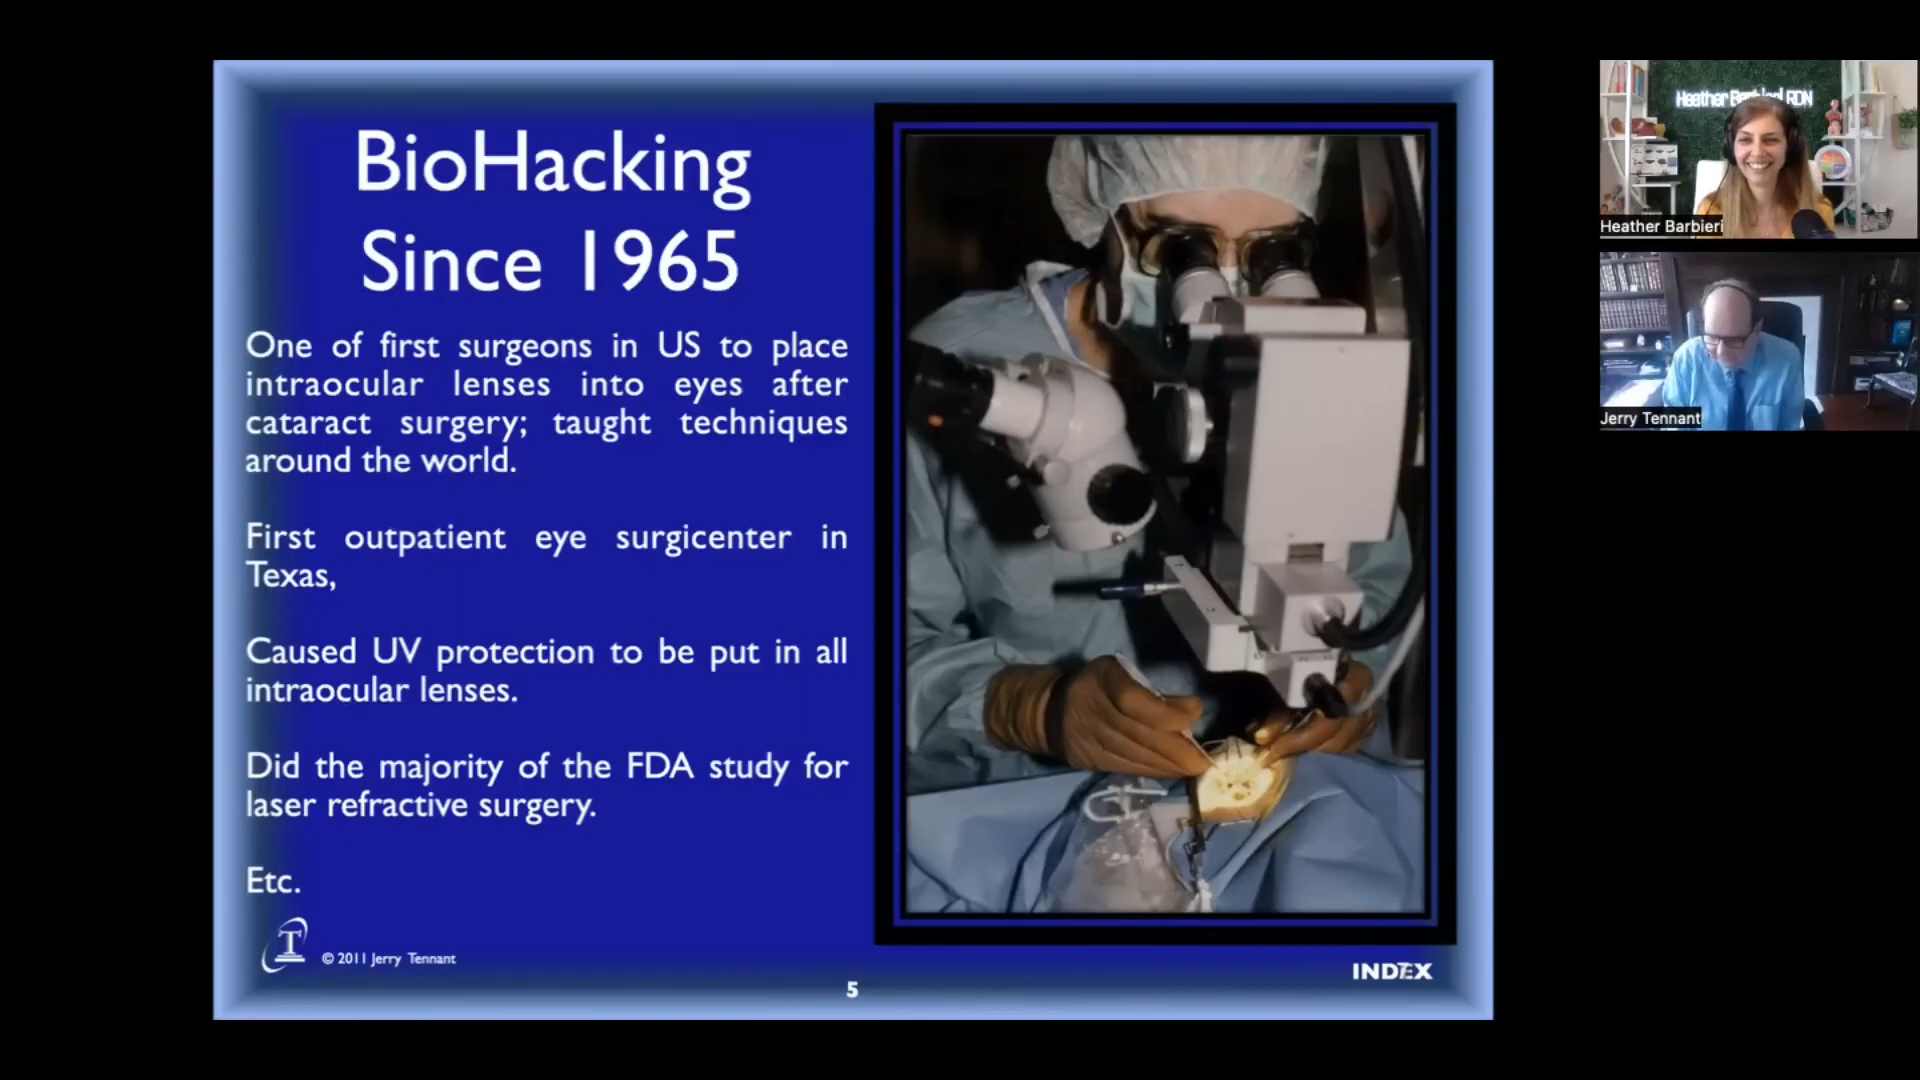 BioHacking
Since 1965
One of first surgeons in US to place
intraocular lenses into eyes after
cataract surgery; taught techniques
around the world.
First outpatient eye surgicenter in
Texas,
Caused UV protection to be put in all
intraocular lenses.
Did the majority of the FDA study for
laser refractive surgery.
Etc.
T
© 2011 Jerry Tennant
5
INDEX
Heather Barbieri RDN
Heather Barbieri
Jerry Tennant